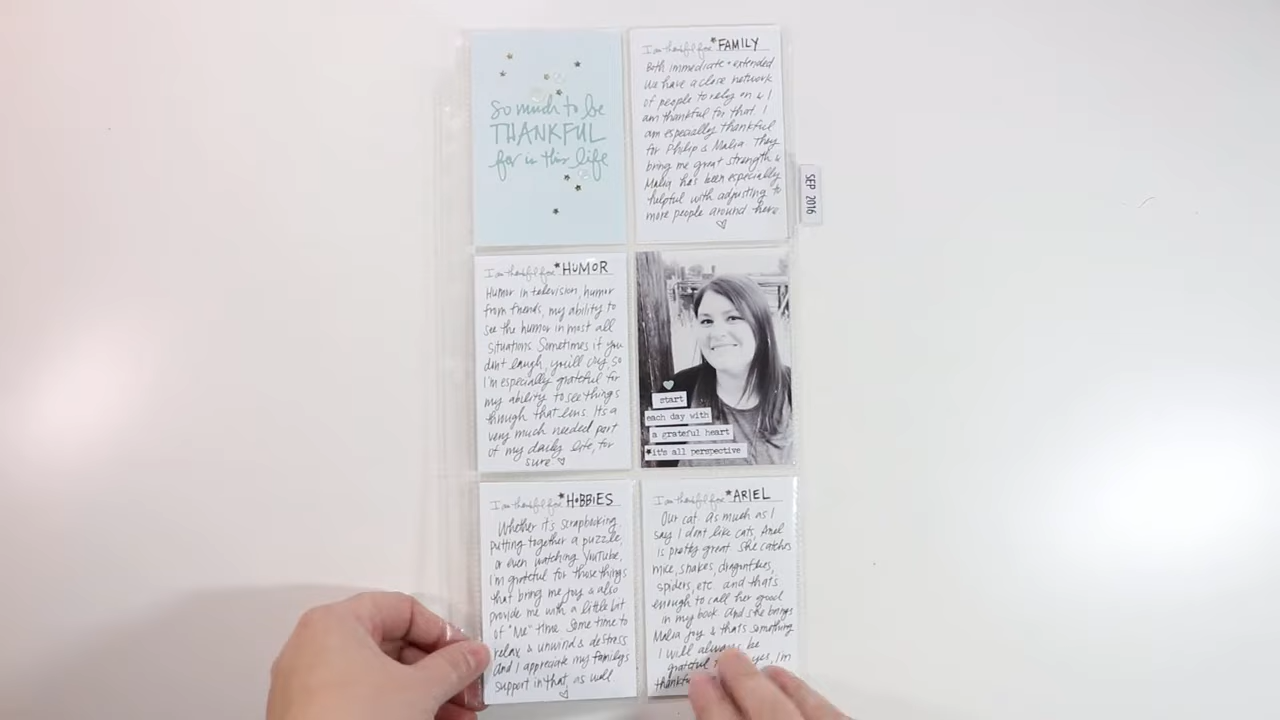 so much to be
THANKFUL
for in this life
I am thankful for *FAMILY
Both immediate + extended
we have a close network
of people to rely on & I
am thankful for that. I
am especially thankful
for Philip & Malia. They
bring me great strength &
Malia has been especially
helpful with adjusting to
more people around here
SEP 2016
I am thankful for *HUMOR
Humor in television, humor
from friends, my ability to
see the humor in most all
situations. Sometimes if you
don't laugh, you'll cry, so
I'm especially grateful for
my ability to see things
though that lens. It's a
very much needed part
of my daily life, for
sure
start
each day with
a grateful heart
*it's all perspective
I am thankful for *HOBBIES
Whether it's scrapbooking,
putting together a puzzle,
or even watching YouTube,
I'm grateful for those things
that bring me joy & also
provide me with a little bit
of "me" time. Some time to
relax & unwind & destress
and I appreciate my family's
support in that, as well
I am thankful for *ARIEL
Our cat. As much as I
say I don't like cats, Ariel
is pretty great. She catches
mice, snakes, dragonflies,
spiders, etc. and that's
enough to call her good
in my book. And she brings
Malia joy & that's something
I will always be
grateful yes, I'm